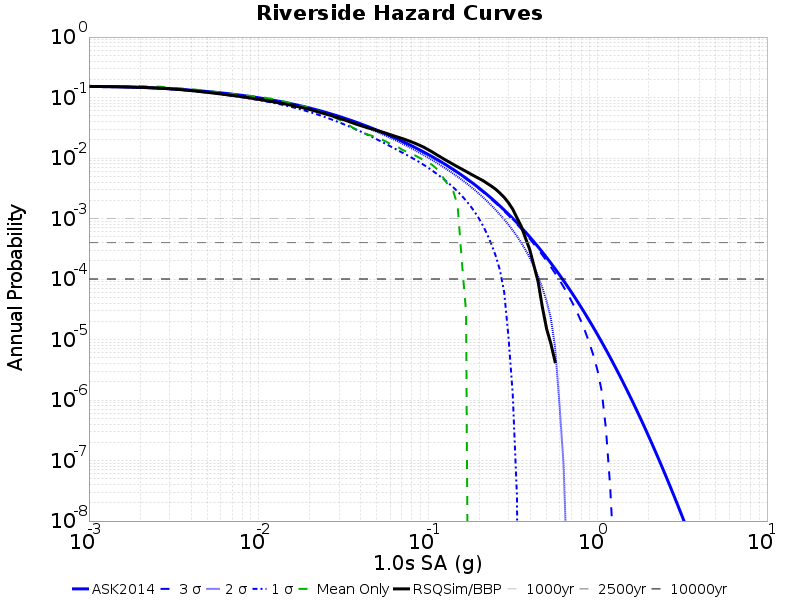 Riverside Hazard Curves
Annual Probability
10^0
10^-1
10^-2
10^-3
10^-4
10^-5
10^-6
10^-7
10^-8
10^-3 10^-2 10^-1 10^0 10^1
1.0s SA (g)
ASK2014 3 σ 2 σ 1 σ Mean Only RSQSim/BBP 1000yr 2500yr 10000yr